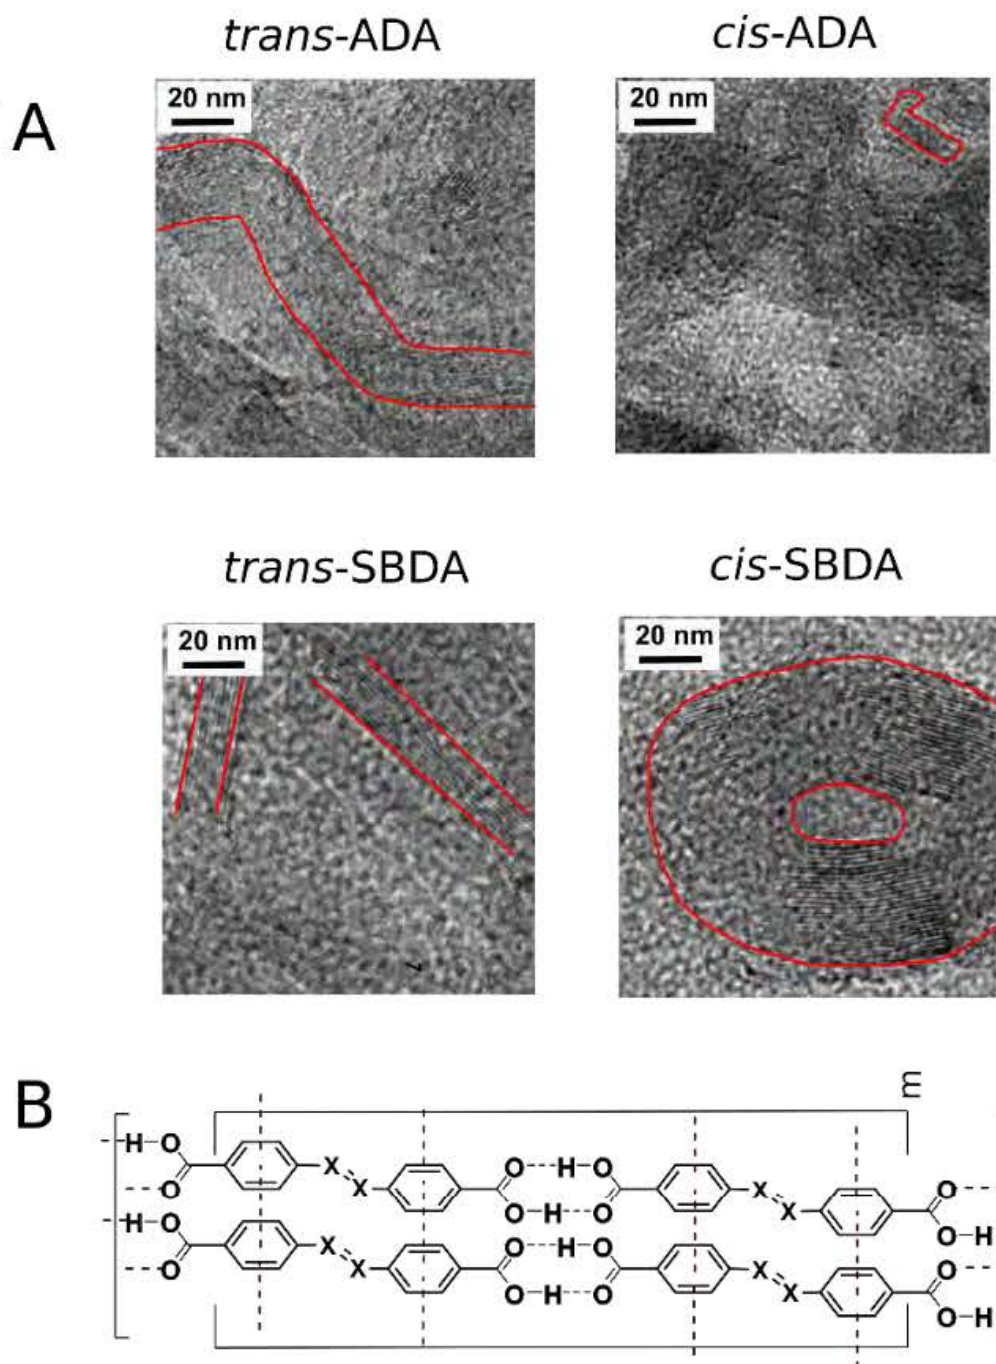 trans-ADA
cis-ADA
A
20 nm
20 nm
trans-SBDA
cis-SBDA
20 nm
20 nm
B
m
H O O X X O H O
O O H O X X O
H O O H
O X X O H O O
O O H O X X O
O H